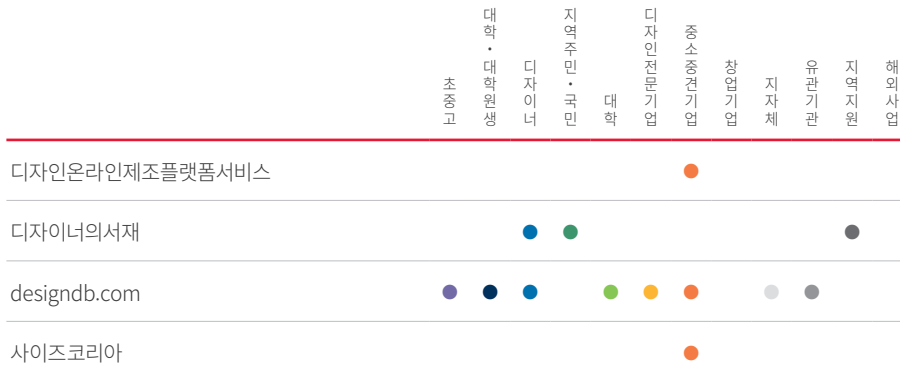 초중고
대학・대학원생
디자이너
지역주민・국민
대학
디자인전문기업
중소중견기업
창업기업
지자체
유관기관
지역지원
해외사업
디자인온라인제조플랫폼서비스
디자이너의서재
designdb.com
사이즈코리아